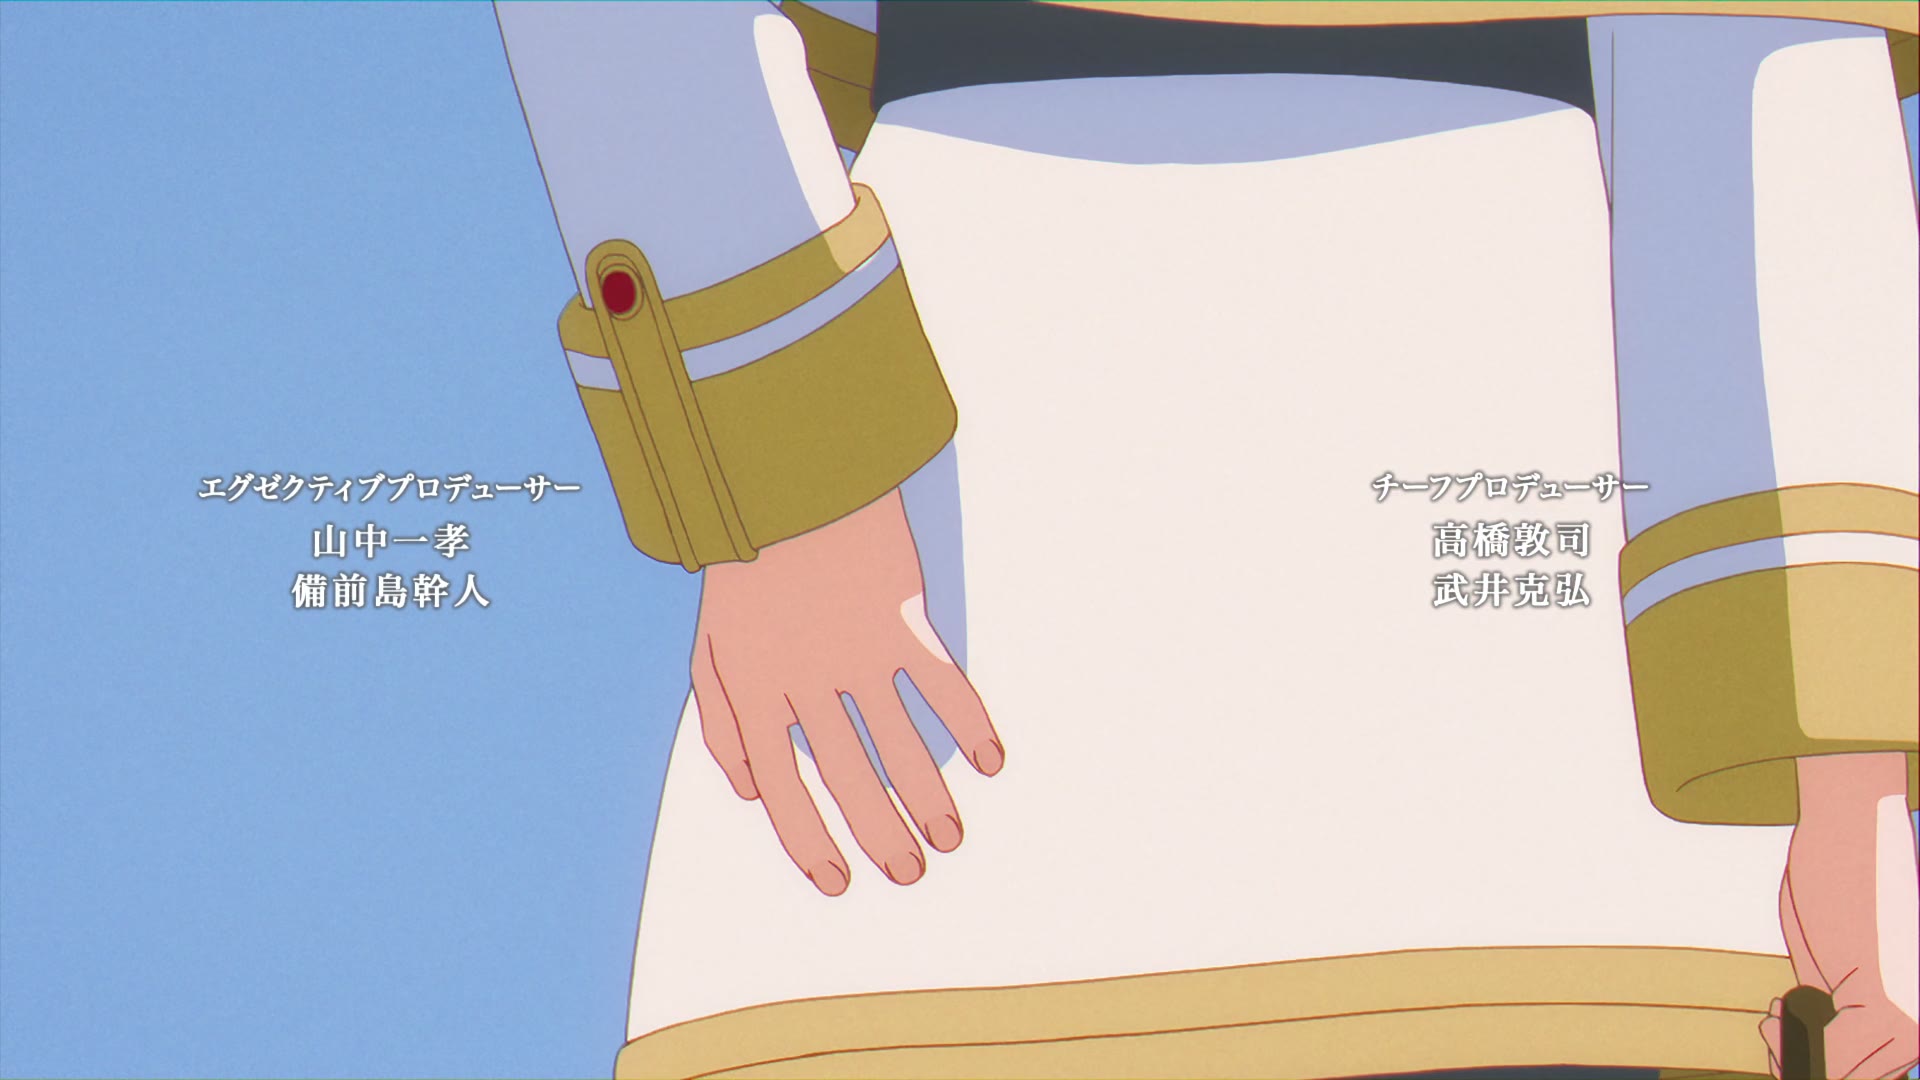 エグゼクティブプロデューサー
山中一孝
備前島幹人
チーフプロデューサー
高橋敦司
武井克弘